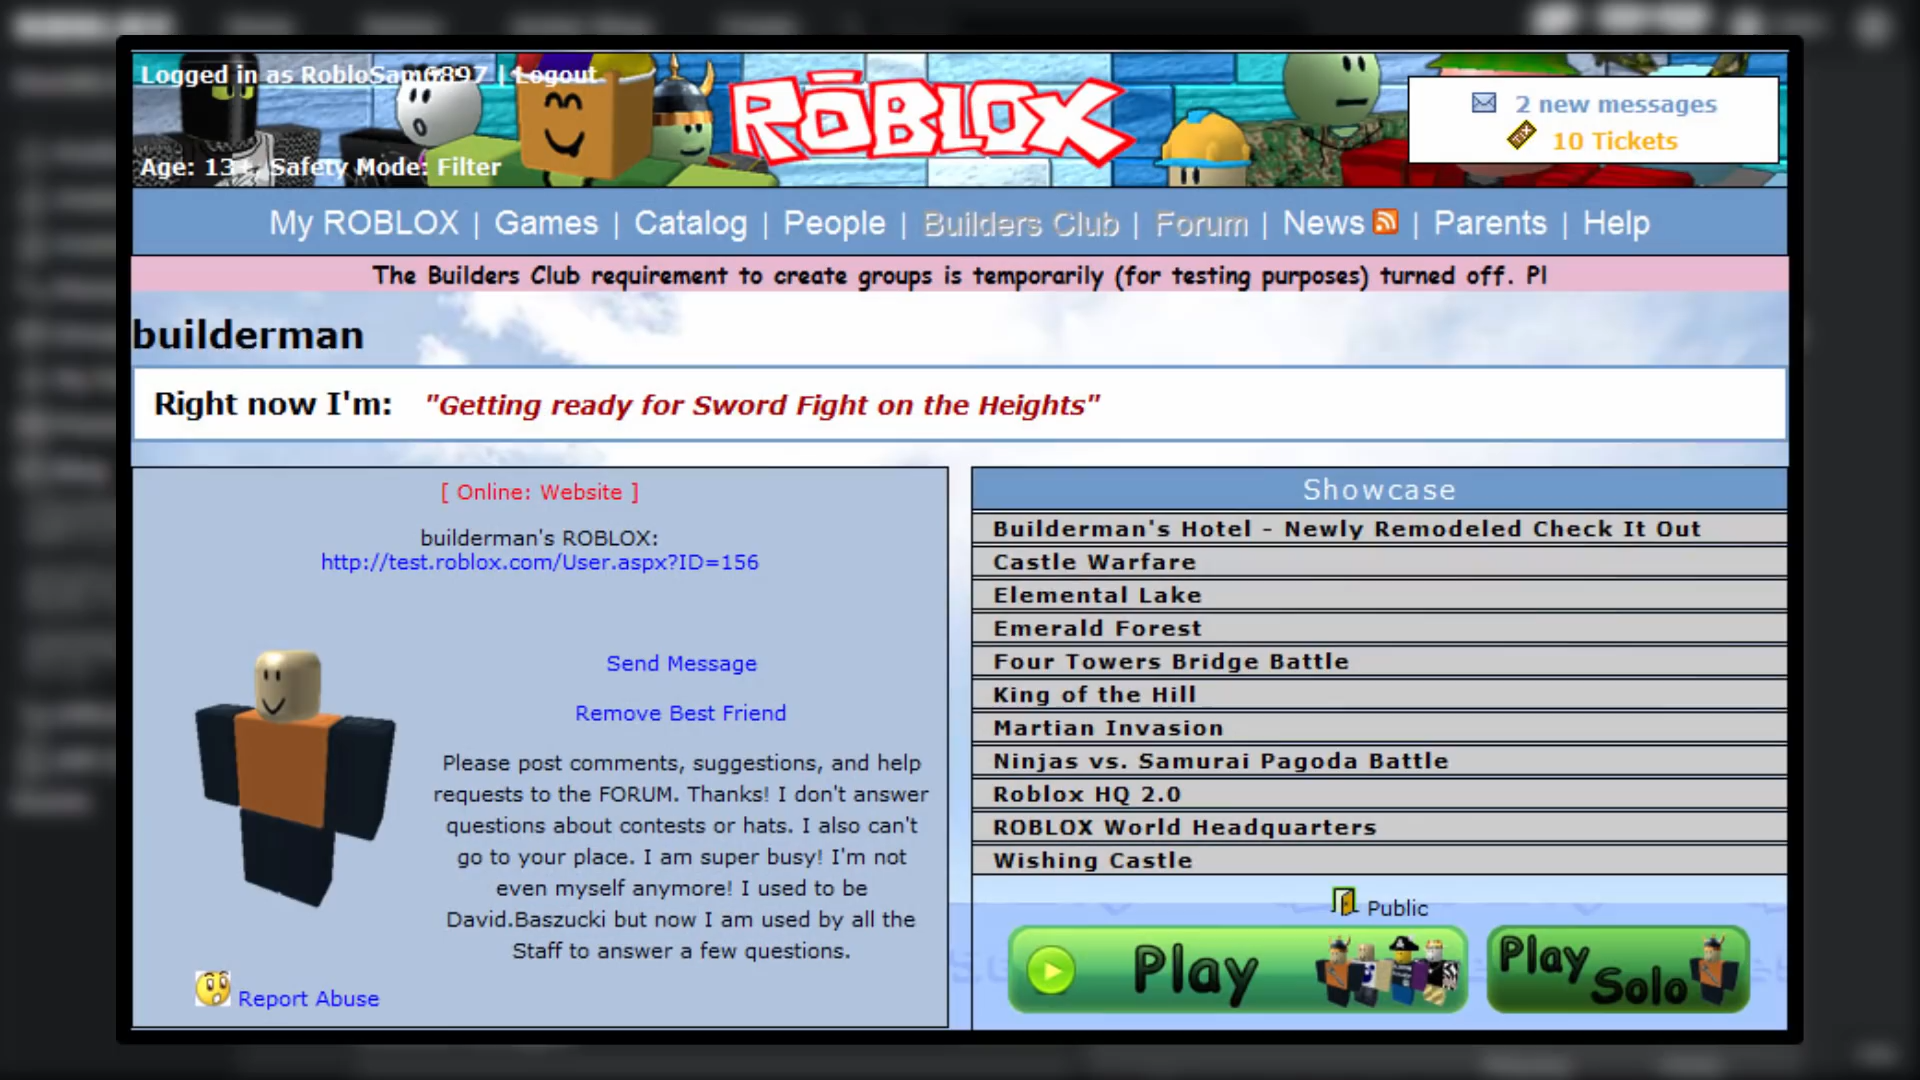 Logged in as RobloSam6897 | Logout
ROBLOX
2 new messages
10 Tickets
Age: 13+, Safety Mode: Filter
My ROBLOX | Games | Catalog | People | Builders Club | Forum | News | Parents | Help
The Builders Club requirement to create groups is temporarily (for testing purposes) turned off. Pl
builderman
Right now I'm: "Getting ready for Sword Fight on the Heights"
[ Online: Website ]
builderman's ROBLOX:
http://test.roblox.com/User.aspx?ID=156
Send Message
Remove Best Friend
Please post comments, suggestions, and help
requests to the FORUM. Thanks! I don't answer
questions about contests or hats. I also can't
go to your place. I am super busy! I'm not
even myself anymore! I used to be
David.Baszucki but now I am used by all the
Staff to answer a few questions.
Report Abuse
Showcase
Builderman's Hotel - Newly Remodeled Check It Out
Castle Warfare
Elemental Lake
Emerald Forest
Four Towers Bridge Battle
King of the Hill
Martian Invasion
Ninjas vs. Samurai Pagoda Battle
Roblox HQ 2.0
ROBLOX World Headquarters
Wishing Castle
Public
Play
Play Solo